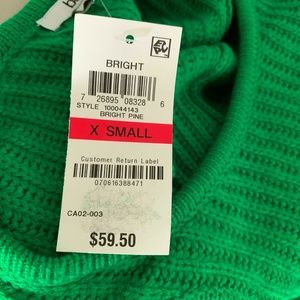 BRIGHT
7 26895 08328 6
STYLE 100044143
BRIGHT PINE
X SMALL
Customer Return Label
070616388471
CA02-003
$59.50